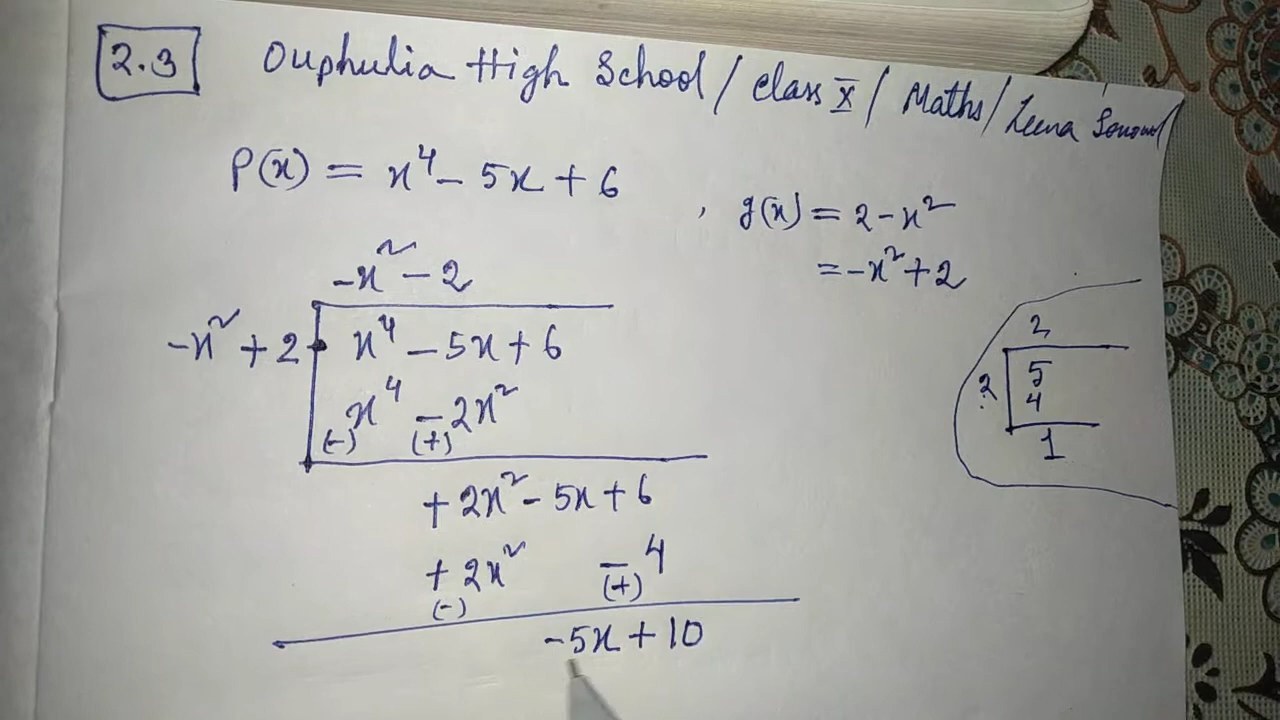 2.3 Ouphulia High School / Class X / Maths / Leena Sonowal
P(x) = x⁴ - 5x + 6 , g(x) = 2 - x²
= -x² + 2
-x² - 2
-x² + 2 x⁴ - 5x + 6
x⁴ - 2x²
(-) (+)
+ 2x² - 5x + 6
+ 2x² - 4
(-) (+)
-5x + 10
2
2 5
4
1